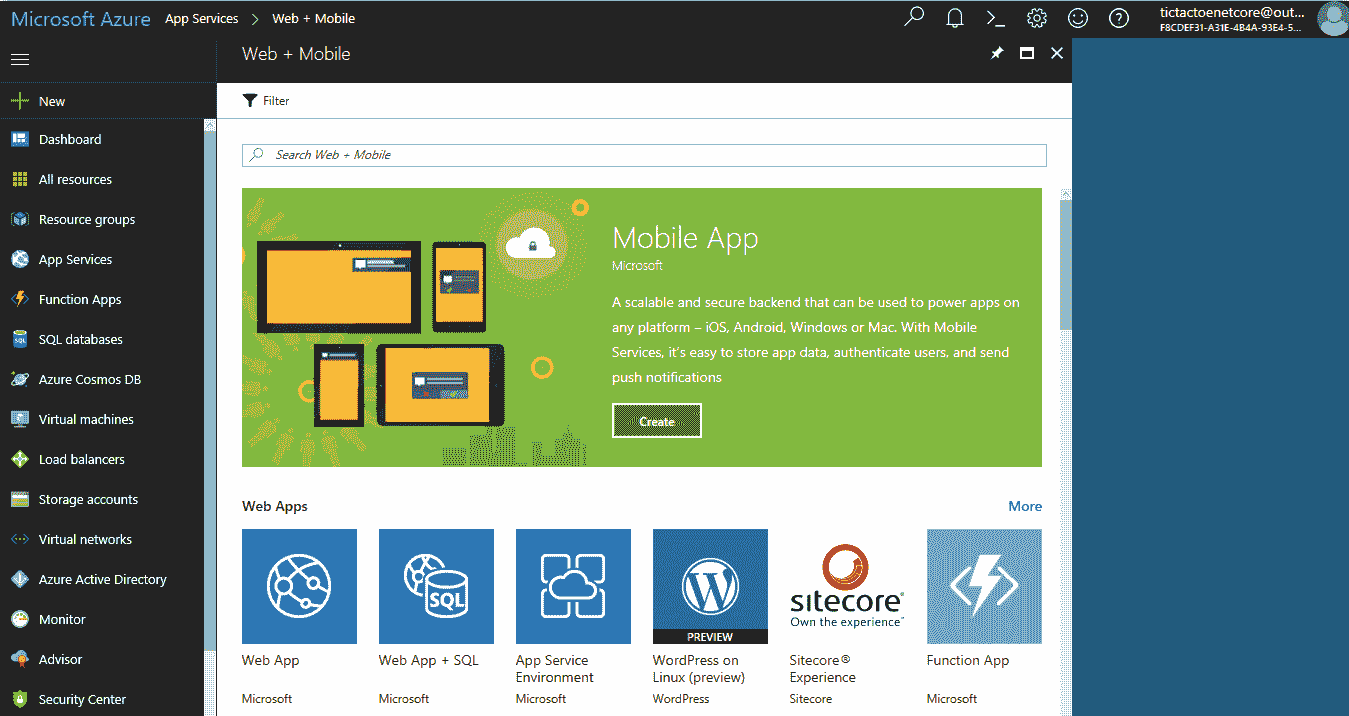 Microsoft Azure App Services > Web + Mobile
tictactoenetcore@out...
F8CDEF31-A31E-4B4A-93E4-5...
Web + Mobile
New
Dashboard
All resources
Resource groups
App Services
Function Apps
SQL databases
SQL
Azure Cosmos DB
Virtual machines
Load balancers
Storage accounts
Virtual networks
Azure Active Directory
Monitor
Advisor
Security Center
Filter
Search Web + Mobile
Mobile App
Microsoft
A scalable and secure backend that can be used to power apps on
any platform – iOS, Android, Windows or Mac. With Mobile
Services, it's easy to store app data, authenticate users, and send
push notifications
Create
Web Apps
More
SQL
W
PREVIEW
sitecore®
Own the experience™
Web App
Microsoft
Web App + SQL
Microsoft
App Service
Environment
Microsoft
WordPress on
Linux (preview)
WordPress
Sitecore®
Experience
Sitecore
Function App
Microsoft